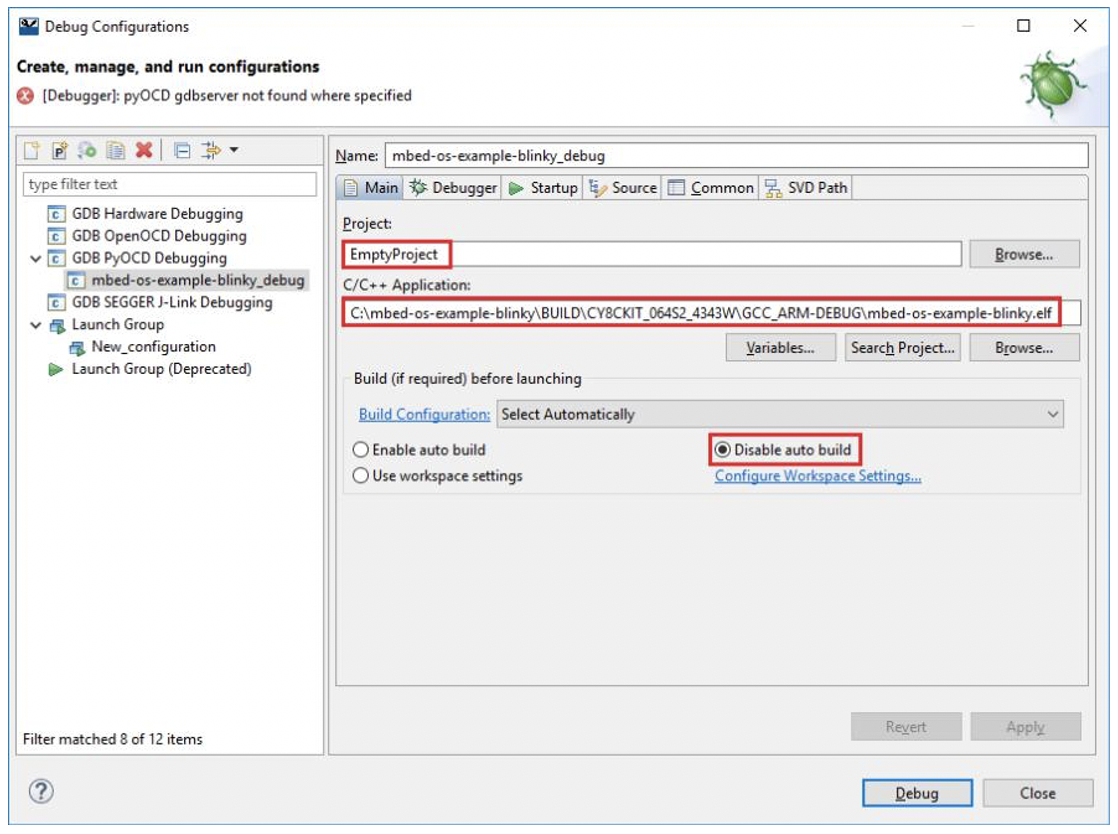 Debug Configurations
Create, manage, and run configurations
[Debugger]: pyOCD gdbserver not found where specified
type filter text
GDB Hardware Debugging
GDB OpenOCD Debugging
GDB PyOCD Debugging
mbed-os-example-blinky_debug
GDB SEGGER J-Link Debugging
Launch Group
New_configuration
Launch Group (Deprecated)
Filter matched 8 of 12 items
Name: mbed-os-example-blinky_debug
Main Debugger Startup Source Common SVD Path
Project:
EmptyProject Browse...
C/C++ Application:
C:\mbed-os-example-blinky\BUILD\CY8CKIT_064S2_4343W\GCC_ARM-DEBUG\mbed-os-example-blinky.elf
Variables... Search Project... Browse...
Build (if required) before launching
Build Configuration: Select Automatically
Enable auto build Disable auto build
Use workspace settings Configure Workspace Settings...
Revert Apply
? Debug Close